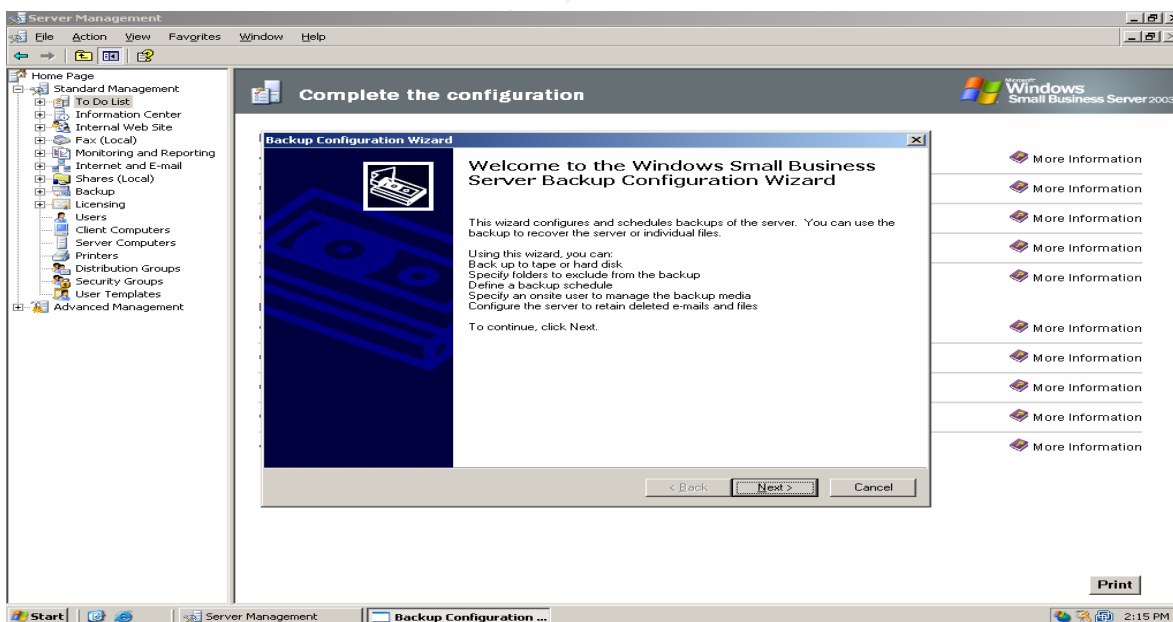 Server Management
File Action View Favorites Window Help
Home Page
Standard Management
To Do List
Information Center
Internal Web Site
Fax (Local)
Monitoring and Reporting
Internet and E-mail
Shares (Local)
Backup
Licensing
Users
Client Computers
Server Computers
Printers
Distribution Groups
Security Groups
User Templates
Advanced Management
Complete the configuration
Microsoft
Windows
Small Business Server 2003
Backup Configuration Wizard
Welcome to the Windows Small Business
Server Backup Configuration Wizard
This wizard configures and schedules backups of the server. You can use the
backup to recover the server or individual files.
Using this wizard, you can:
Back up to tape or hard disk
Specify folders to exclude from the backup
Define a backup schedule
Specify an onsite user to manage the backup media
Configure the server to retain deleted e-mails and files
To continue, click Next.
< Back Next > Cancel
More Information
More Information
More Information
More Information
More Information
More Information
More Information
More Information
More Information
More Information
Print
Start Server Management Backup Configuration ... 2:15 PM